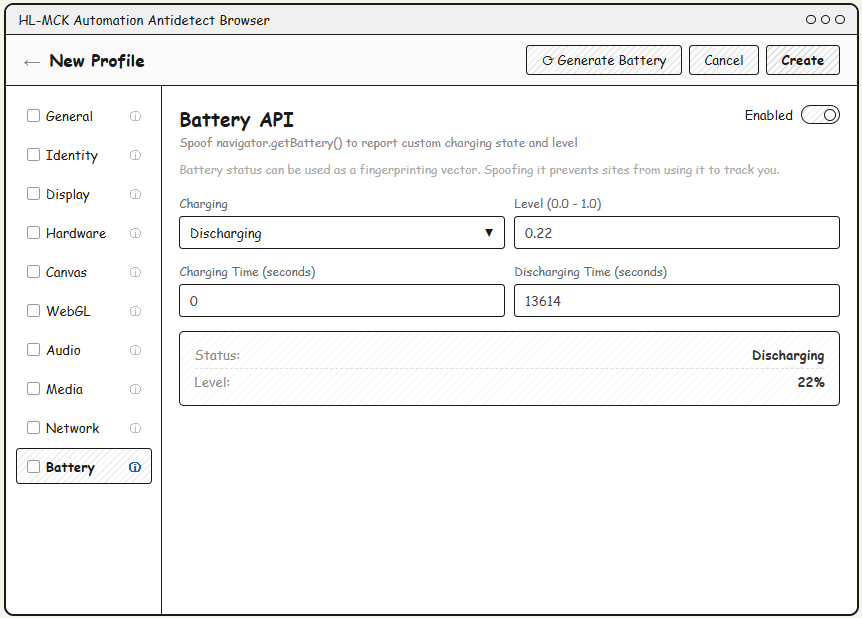 HL-MCK Automation Antidetect Browser
← New Profile
⟳ Generate Battery
Cancel
Create
General
Identity
Display
Hardware
Canvas
WebGL
Audio
Media
Network
Battery
Battery API
Enabled
Spoof navigator.getBattery() to report custom charging state and level
Battery status can be used as a fingerprinting vector. Spoofing it prevents sites from using it to track you.
Charging
Level (0.0 - 1.0)
Discharging ▼
0.22
Charging Time (seconds)
Discharging Time (seconds)
0
13614
Status: Discharging
Level: 22%